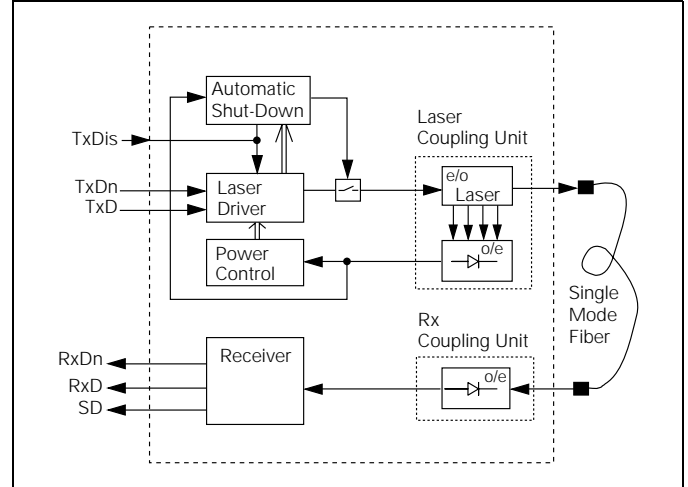 Automatic
Shut-Down
TxDis
Laser
Coupling Unit
e/o
Laser
TxDn
TxD
Laser
Driver
o/e
Power
Control
Single
Mode
Fiber
Rx
Coupling Unit
RxDn
RxD
SD
Receiver
o/e